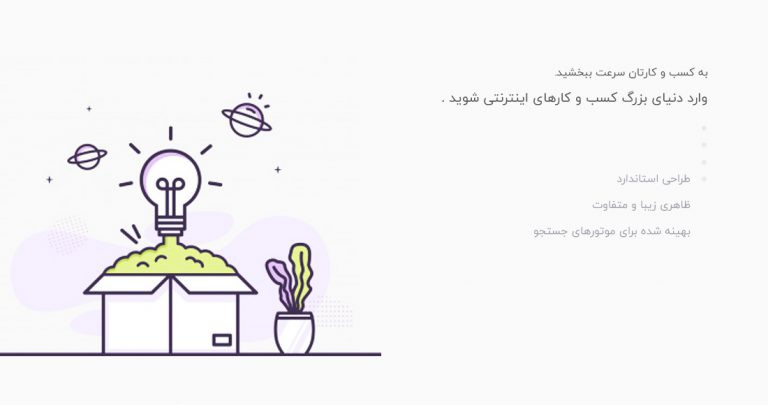 به کسب و کارتان سرعت ببخشید.
وارد دنیای بزرگ کسب و کارهای اینترنتی شوید .
طراحی استاندارد
ظاهری زیبا و متفاوت
بهینه شده برای موتورهای جستجو